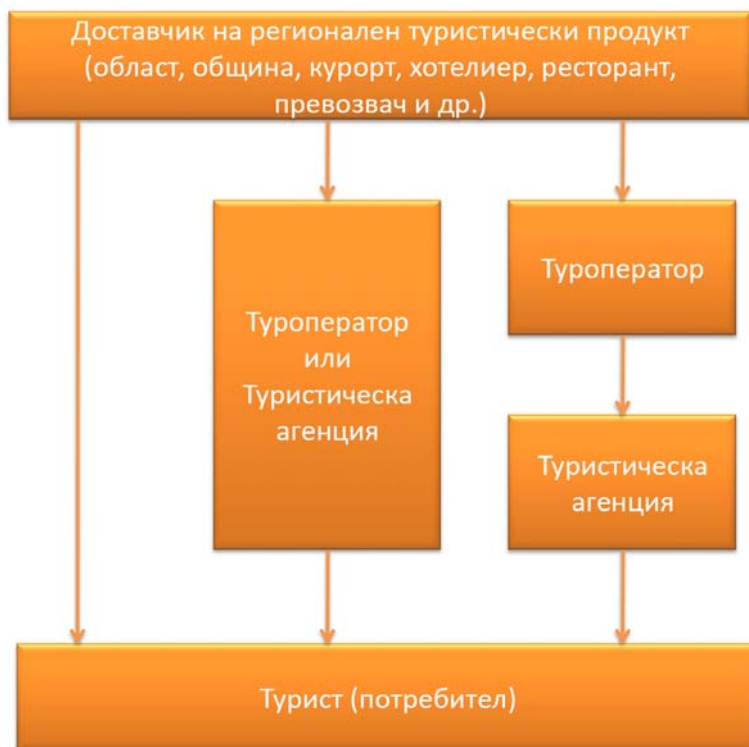 Доставчик на регионален туристически продукт
(област, община, курорт, хотелиер, ресторант,
превозвач и др.)
Туроператор
или
Туристическа
агенция
Туроператор
Туристическа
агенция
Турист (потребител)